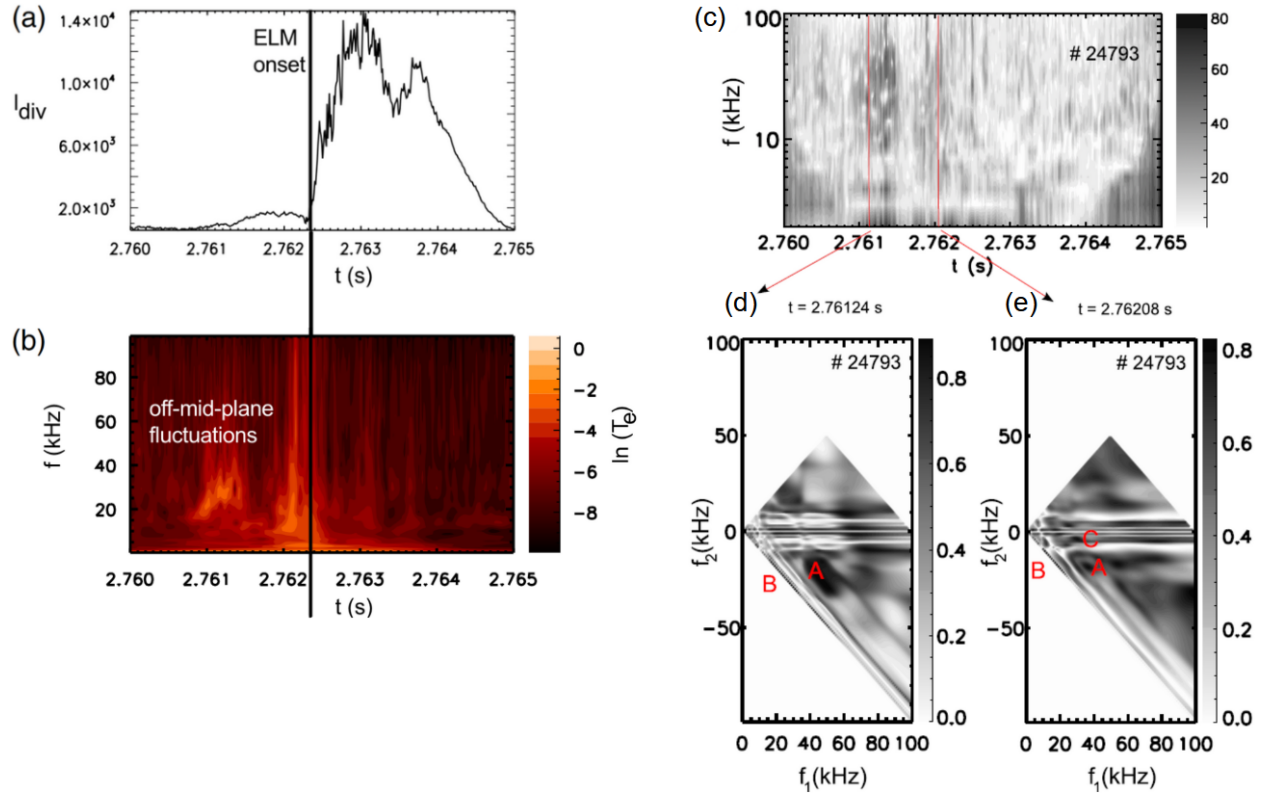 (a)
1.4×10⁴
1.0×10⁴
6.0×10³
2.0×10³
I_div
ELM
onset
2.760
2.761
2.762
2.763
2.764
2.765
t (s)
(b)
80
60
40
20
f (kHz)
off-mid-plane
fluctuations
0
−2
−4
−6
−8
ln (T_e)
2.760
2.761
2.762
2.763
2.764
2.765
t (s)
(c)
100
10
f (kHz)
# 24793
80
60
40
20
2.760
2.761
2.762
2.763
2.764
2.765
t (s)
(d)
t = 2.76124 s
100
50
0
−50
f₂(kHz)
# 24793
A
B
0.8
0.6
0.4
0.2
0.0
0 20 40 60 80 100
f₁(kHz)
(e)
t = 2.76208 s
100
50
0
−50
f₂(kHz)
# 24793
C
A
B
0.8
0.6
0.4
0.2
0.0
0 20 40 60 80 100
f₁(kHz)